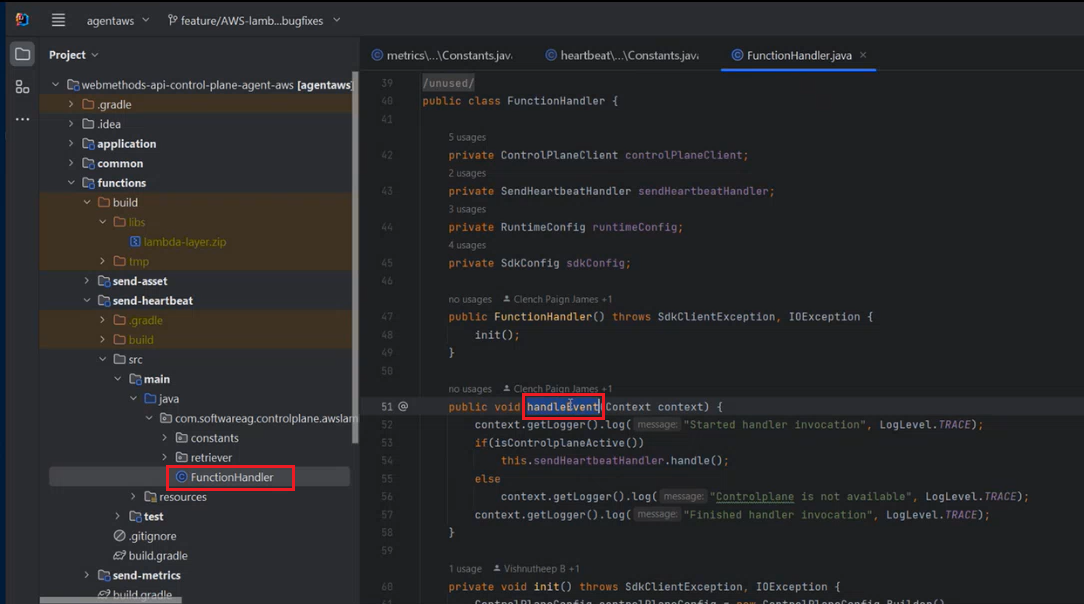 agentaws
feature/AWS-lamb...bugfixes
Project
metrics\...\Constants.java
heartbeat\...\Constants.java
FunctionHandler.java
webmethods-api-control-plane-agent-aws [agentaws]
.gradle
.idea
application
common
functions
build
libs
lambda-layer.zip
tmp
send-asset
send-heartbeat
.gradle
build
src
main
java
com.softwareag.controlplane.awslam
constants
retriever
FunctionHandler
resources
test
.gitignore
build.gradle
send-metrics
build.gradle
39 /unused/
40 public class FunctionHandler {
41
5 usages
42 private ControlPlaneClient controlPlaneClient;
2 usages
43 private SendHeartbeatHandler sendHeartbeatHandler;
3 usages
44 private RuntimeConfig runtimeConfig;
4 usages
45 private SdkConfig sdkConfig;
46
no usages Clench Paign James +1
47 public FunctionHandler() throws SdkClientException, IOException {
48 init();
49 }
50
no usages Clench Paign James +1
51 @ public void handleEvent(Context context) {
52 context.getLogger().log( message: "Started handler invocation", LogLevel.TRACE);
53 if(isControlplaneActive())
54 this.sendHeartbeatHandler.handle();
55 else
56 context.getLogger().log( message: "Controlplane is not available", LogLevel.TRACE);
57 context.getLogger().log( message: "Finished handler invocation", LogLevel.TRACE);
58 }
59
1 usage Vishnutheep B +1
60 private void init() throws SdkClientException, IOException {
61 ControlPlaneConfig controlPlaneConfig = new ControlPlaneConfig.Builder()